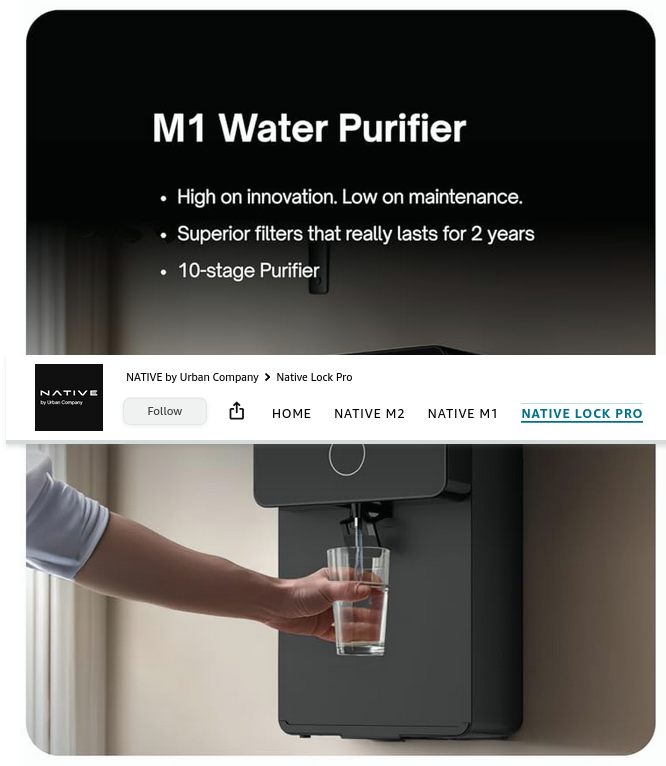 M1 Water Purifier
• High on innovation. Low on maintenance.
• Superior filters that really lasts for 2 years
• 10-stage Purifier
NATIVE
by Urban Company
NATIVE by Urban Company > Native Lock Pro
Follow
HOME NATIVE M2 NATIVE M1 NATIVE LOCK PRO